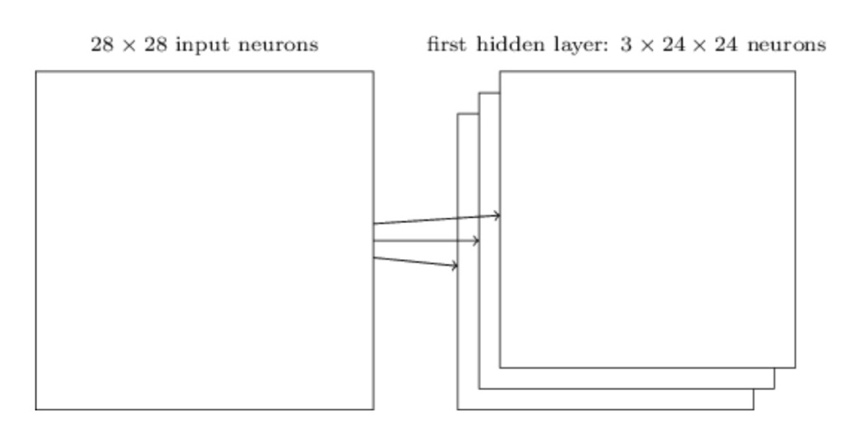 28 × 28 input neurons
first hidden layer: 3 × 24 × 24 neurons